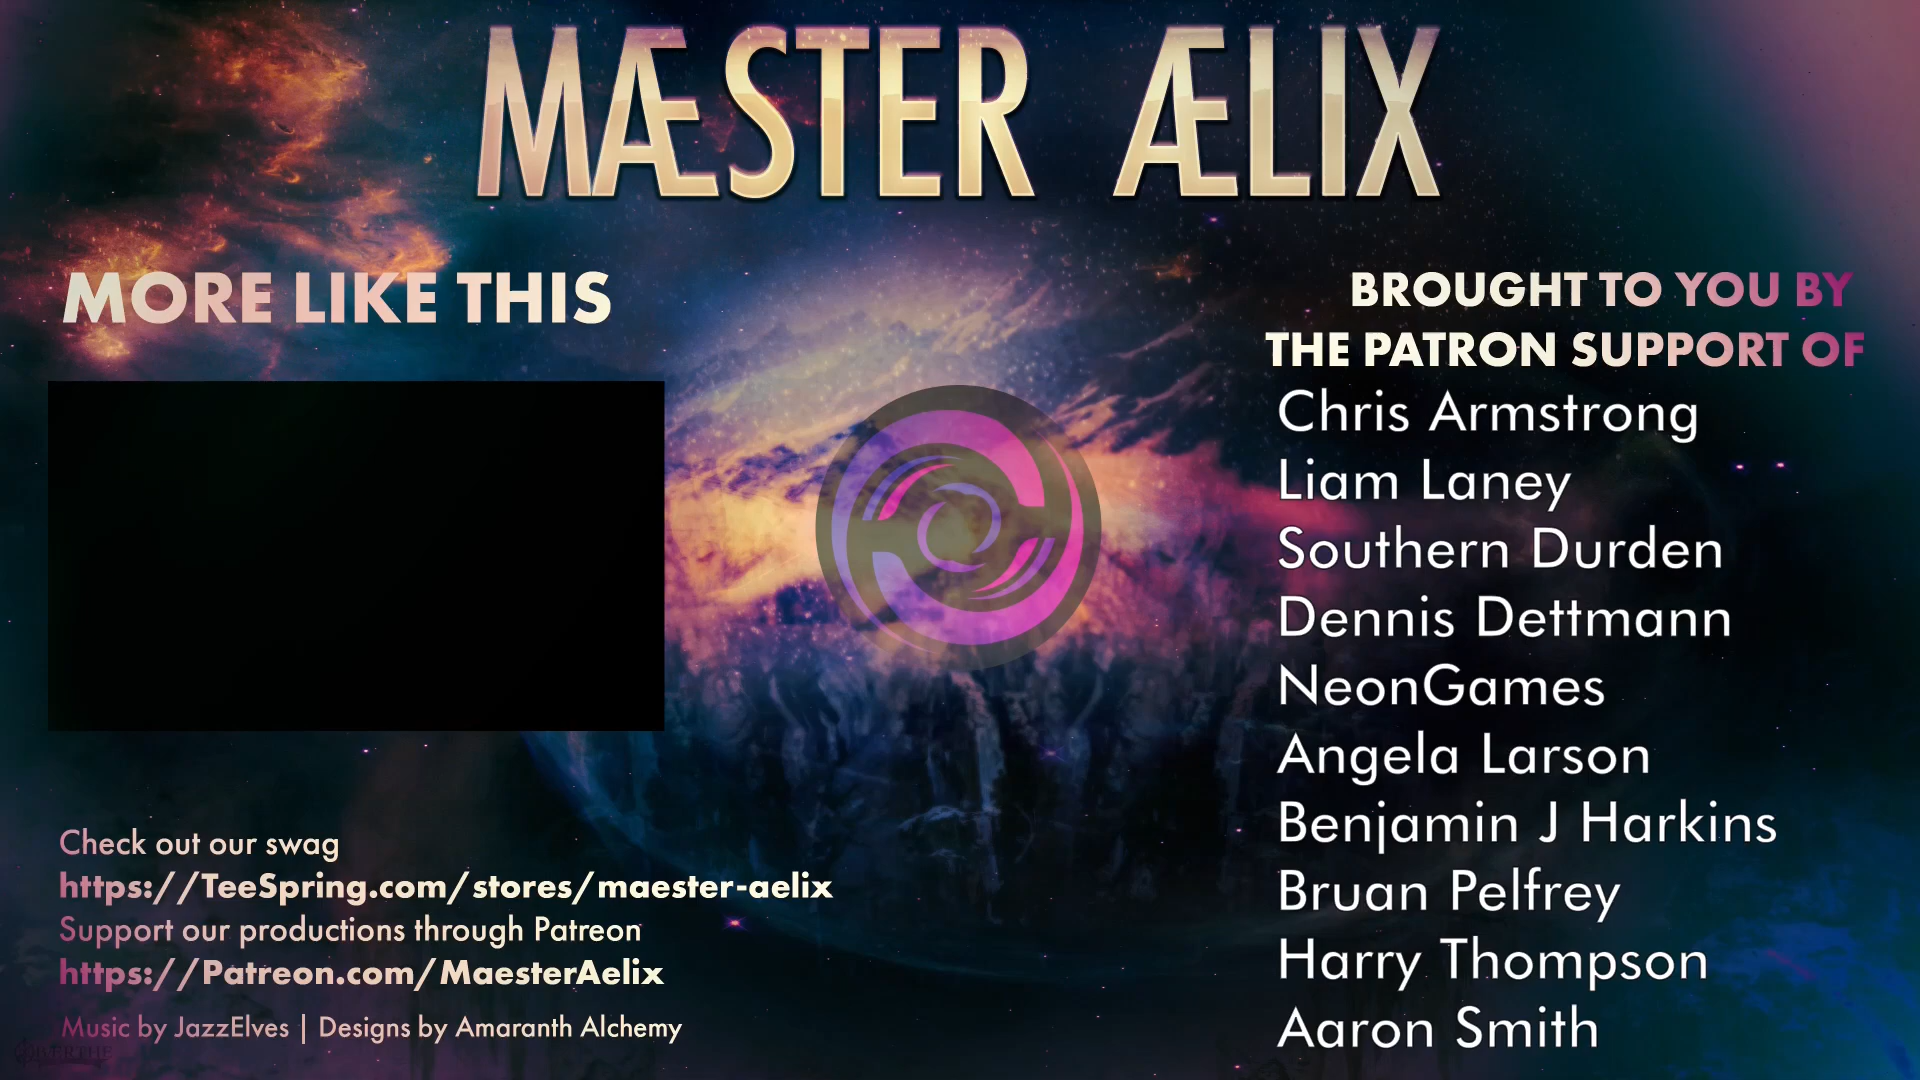 MÆSTER ÆLIX
MORE LIKE THIS
BROUGHT TO YOU BY
THE PATRON SUPPORT OF
Chris Armstrong
Liam Laney
Southern Durden
Dennis Dettmann
NeonGames
Angela Larson
Benjamin J Harkins
Bruan Pelfrey
Harry Thompson
Aaron Smith
Check out our swag
https://TeeSpring.com/stores/maester-aelix
Support our productions through Patreon
https://Patreon.com/MaesterAelix
Music by JazzElves | Designs by Amaranth Alchemy